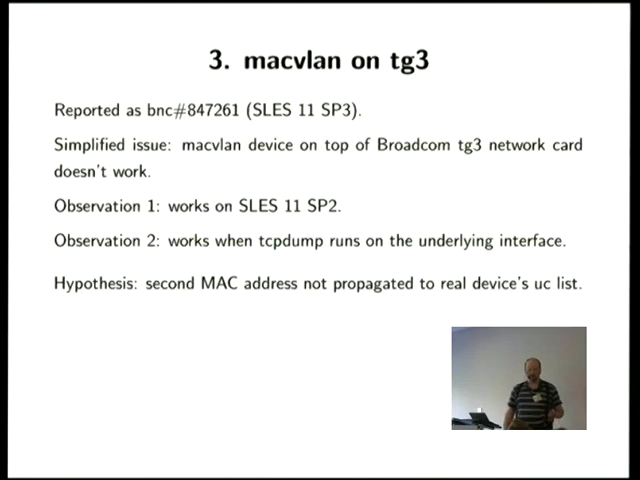 3. macvlan on tg3
Reported as bnc#847261 (SLES 11 SP3).
Simplified issue: macvlan device on top of Broadcom tg3 network card
doesn't work.
Observation 1: works on SLES 11 SP2.
Observation 2: works when tcpdump runs on the underlying interface.
Hypothesis: second MAC address not propagated to real device's uc list.